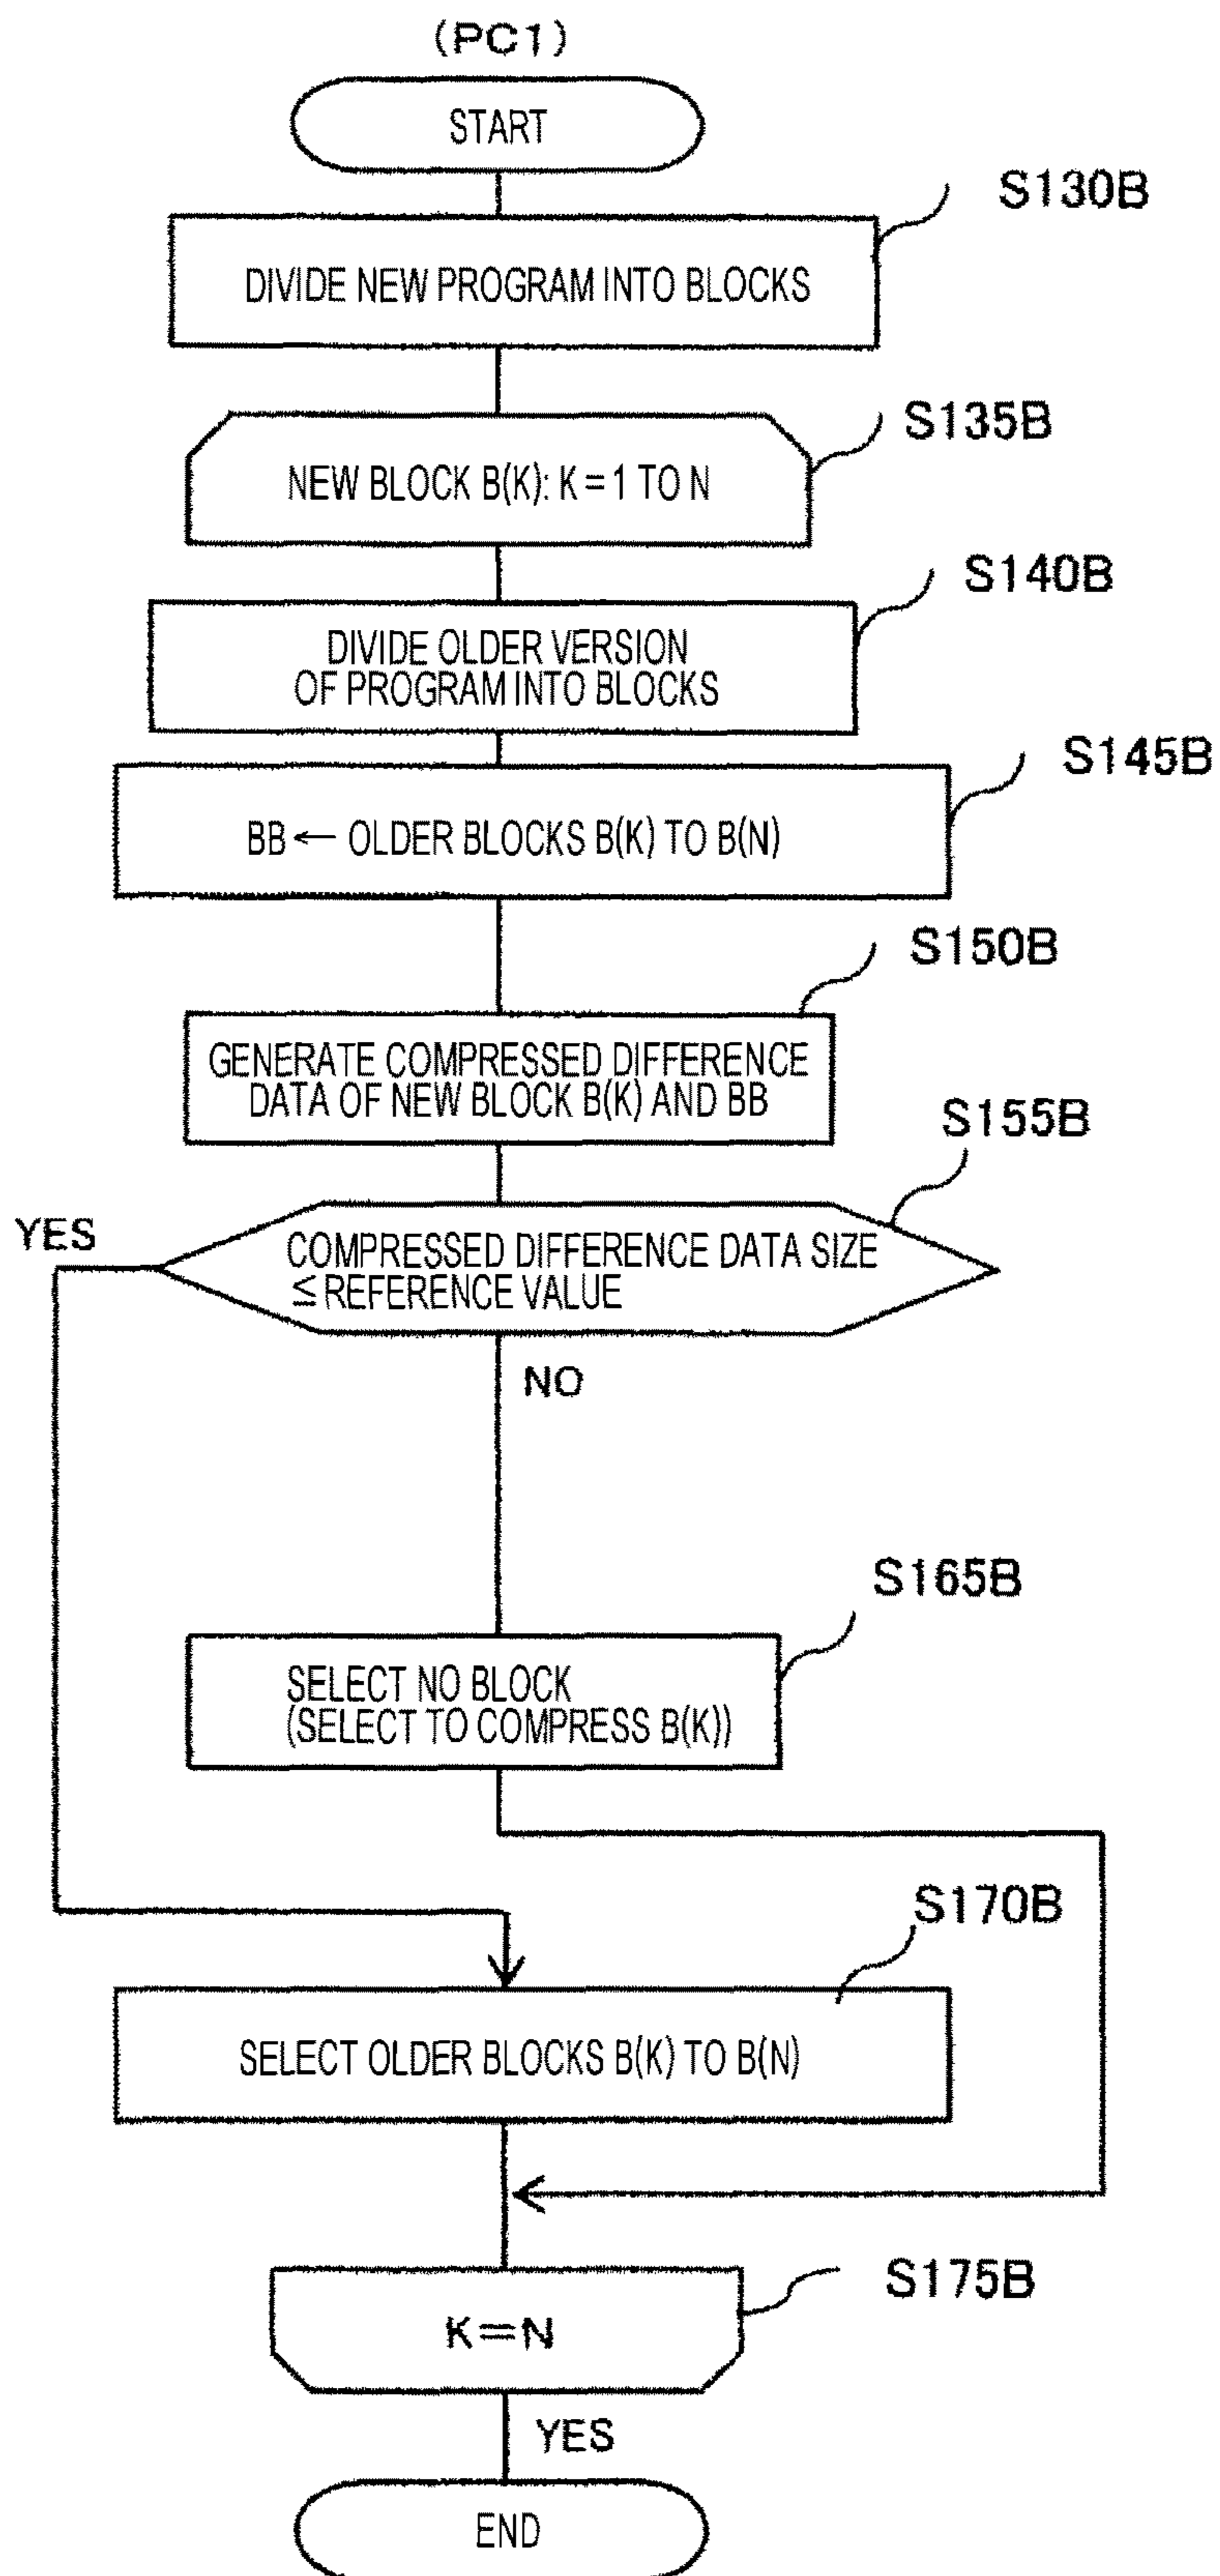 (PC1)
START
S130B
DIVIDE NEW PROGRAM INTO BLOCKS
S135B
NEW BLOCK B(K): K = 1 TO N
S140B
DIVIDE OLDER VERSION
OF PROGRAM INTO BLOCKS
S145B
BB ← OLDER BLOCKS B(K) TO B(N)
S150B
GENERATE COMPRESSED DIFFERENCE
DATA OF NEW BLOCK B(K) AND BB
S155B
YES
COMPRESSED DIFFERENCE DATA SIZE
≤ REFERENCE VALUE
NO
S165B
SELECT NO BLOCK
(SELECT TO COMPRESS B(K))
S170B
SELECT OLDER BLOCKS B(K) TO B(N)
S175B
K=N
YES
END